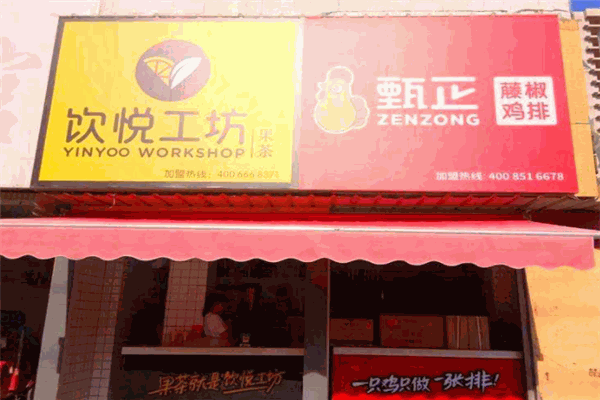 饮悦工坊
果茶
YINYOO WORKSHOP
加盟热线：400 666 8571
甄正
ZENZONG
藤椒
鸡排
加盟热线：400 851 6678
果茶就是饮悦工坊
一只鸡只做一张排!